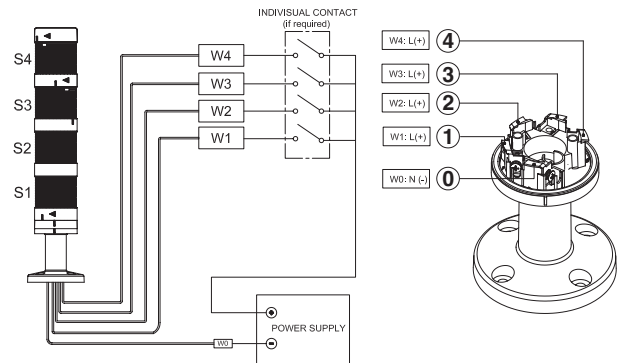 INDIVISUAL CONTACT
(if required)
S4
S3
S2
S1
W4
W3
W2
W1
W0
POWER SUPPLY
W4: L(+) 4
W3: L(+) 3
W2: L(+) 2
W1: L(+) 1
W0: N (-) 0